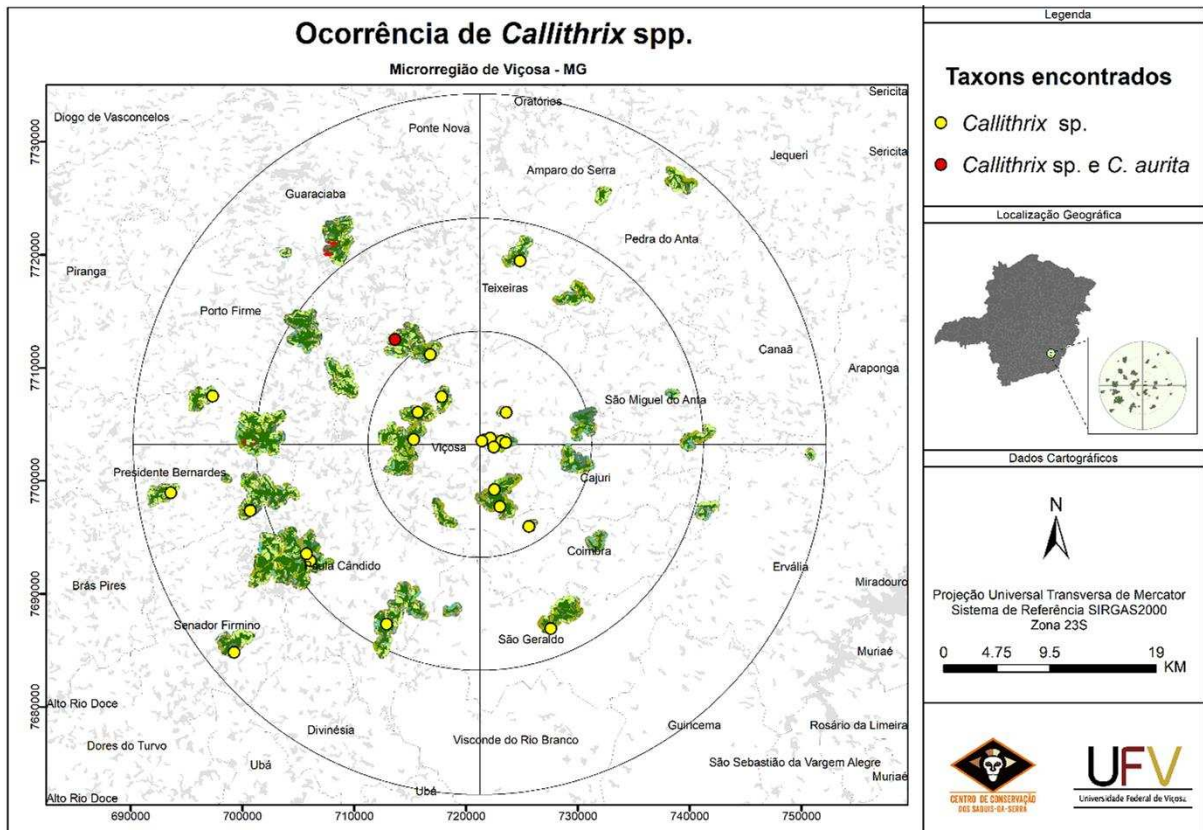 Ocorrência de Callithrix spp.
Microrregião de Viçosa - MG
Diogo de Vasconcelos
Ponte Nova
Oratórios
Sericita
Jequeri
Sericita
Amparo do Serra
Guaraciaba
Pedra do Anta
Piranga
Teixeiras
Porto Firme
Canaã
Araponga
São Miguel do Anta
Viçosa
Presidente Bernardes
Cajuri
Coimbra
Paula Cândido
Ervália
Brás Pires
Miradouro
Senador Firmino
São Geraldo
Muriaé
Alto Rio Doce
Divinésia
Guiricema
Rosário da Limeira
Dores do Turvo
Visconde do Rio Branco
Ubá
São Sebastião da Vargem Alegre
Muriaé
Alto Rio Doce
Ubá
7730000
7720000
7710000
7700000
7690000
7680000
690000 700000 710000 720000 730000 740000 750000
Legenda
Taxons encontrados
Callithrix sp.
Callithrix sp. e C. aurita
Localização Geográfica
Dados Cartográficos
N
Projeção Universal Transversa de Mercator
Sistema de Referência SIRGAS2000
Zona 23S
0 4.75 9.5 19
KM
CENTRO DE CONSERVAÇÃO
DOS SAGUIS-DA-SERRA
UFV
Universidade Federal de Viçosa